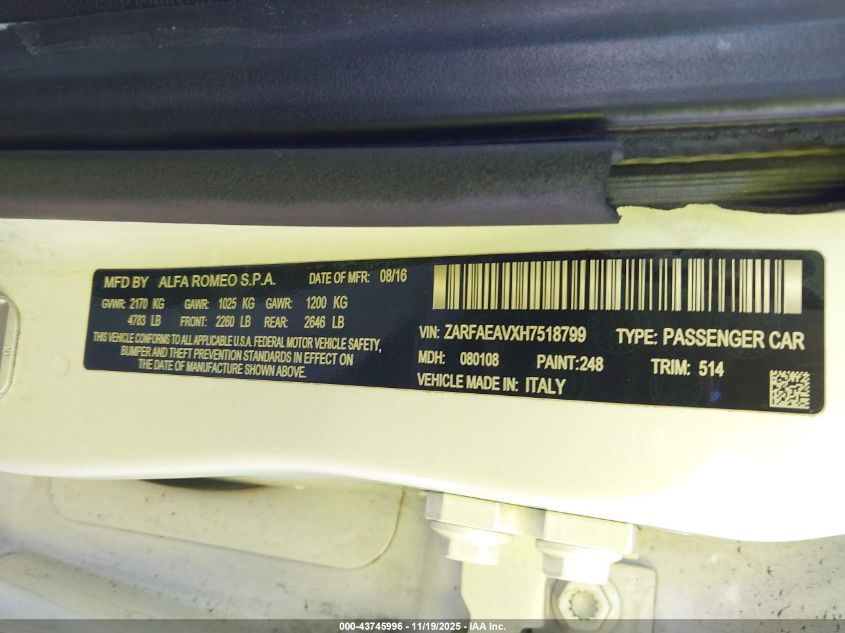 MFD BY ALFA ROMEO S.P.A. DATE OF MFR: 08/16
GVWR: 2170 KG GAWR: 1025 KG GAWR: 1200 KG
4783 LB FRONT: 2260 LB REAR: 2646 LB
THIS VEHICLE CONFORMS TO ALL APPLICABLE U.S.A. FEDERAL MOTOR VEHICLE SAFETY,
BUMPER AND THEFT PREVENTION STANDARDS IN EFFECT ON
THE DATE OF MANUFACTURE SHOWN ABOVE.
VIN: ZARFAEAVXH7518799 TYPE: PASSENGER CAR
MDH: 080108 PAINT:248 TRIM: 514
VEHICLE MADE IN: ITALY
000-43745996 - 11/19/2025 - IAA Inc.